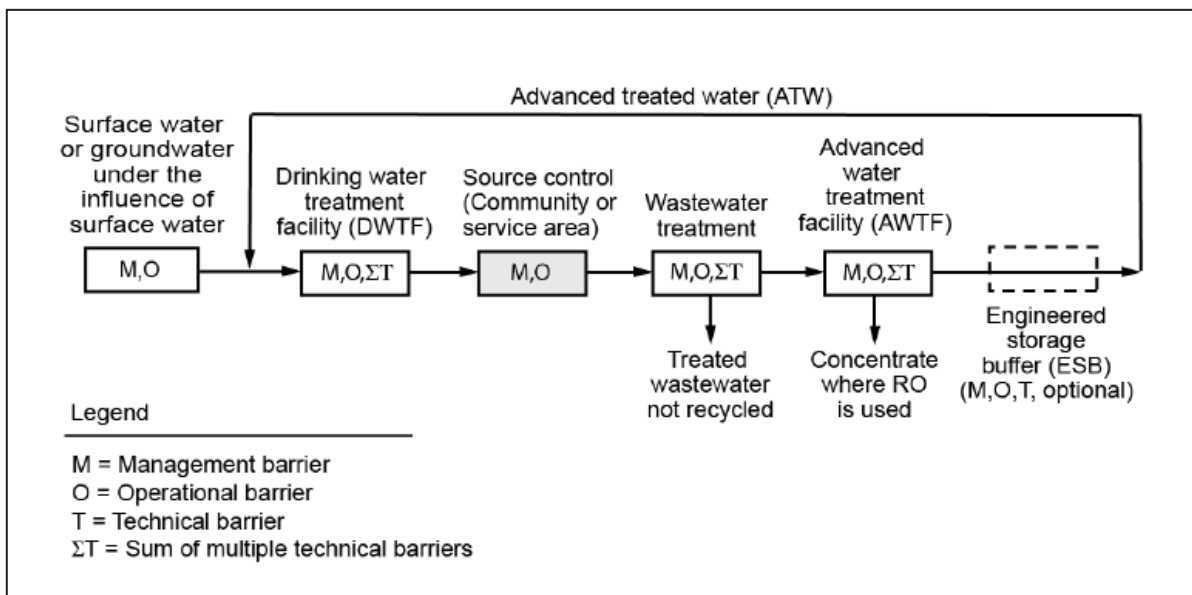 Advanced treated water (ATW)
Surface water
or groundwater
under the
influence of
surface water
M,O
Drinking water
treatment
facility (DWTF)
M,O,ΣT
Source control
(Community or
service area)
M,O
Wastewater
treatment
M,O,ΣT
Advanced
water
treatment
facility (AWTF)
M,O,ΣT
Treated
wastewater
not recycled
Concentrate
where RO
is used
Engineered
storage
buffer (ESB)
(M,O,T, optional)
Legend
M = Management barrier
O = Operational barrier
T = Technical barrier
ΣT = Sum of multiple technical barriers